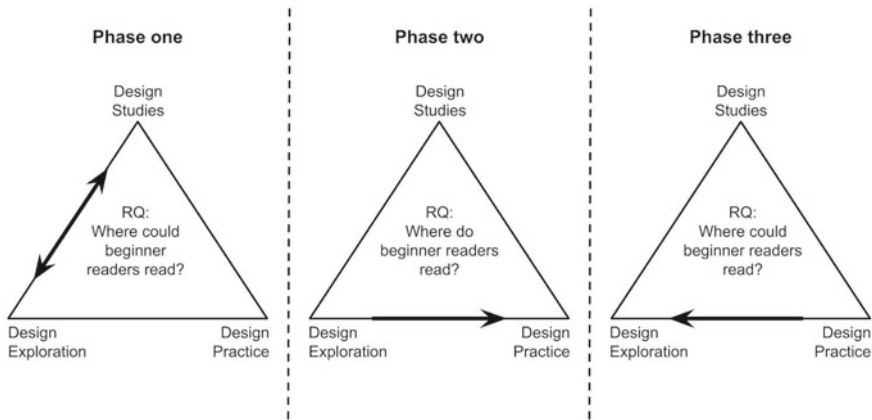 Phase one
Design
Studies
RQ:
Where could
beginner
readers read?
Design
Exploration
Design
Practice
Phase two
Design
Studies
RQ:
Where do
beginner readers
read?
Design
Exploration
Design
Practice
Phase three
Design
Studies
RQ:
Where could
beginner readers
read?
Design
Exploration
Design
Practice